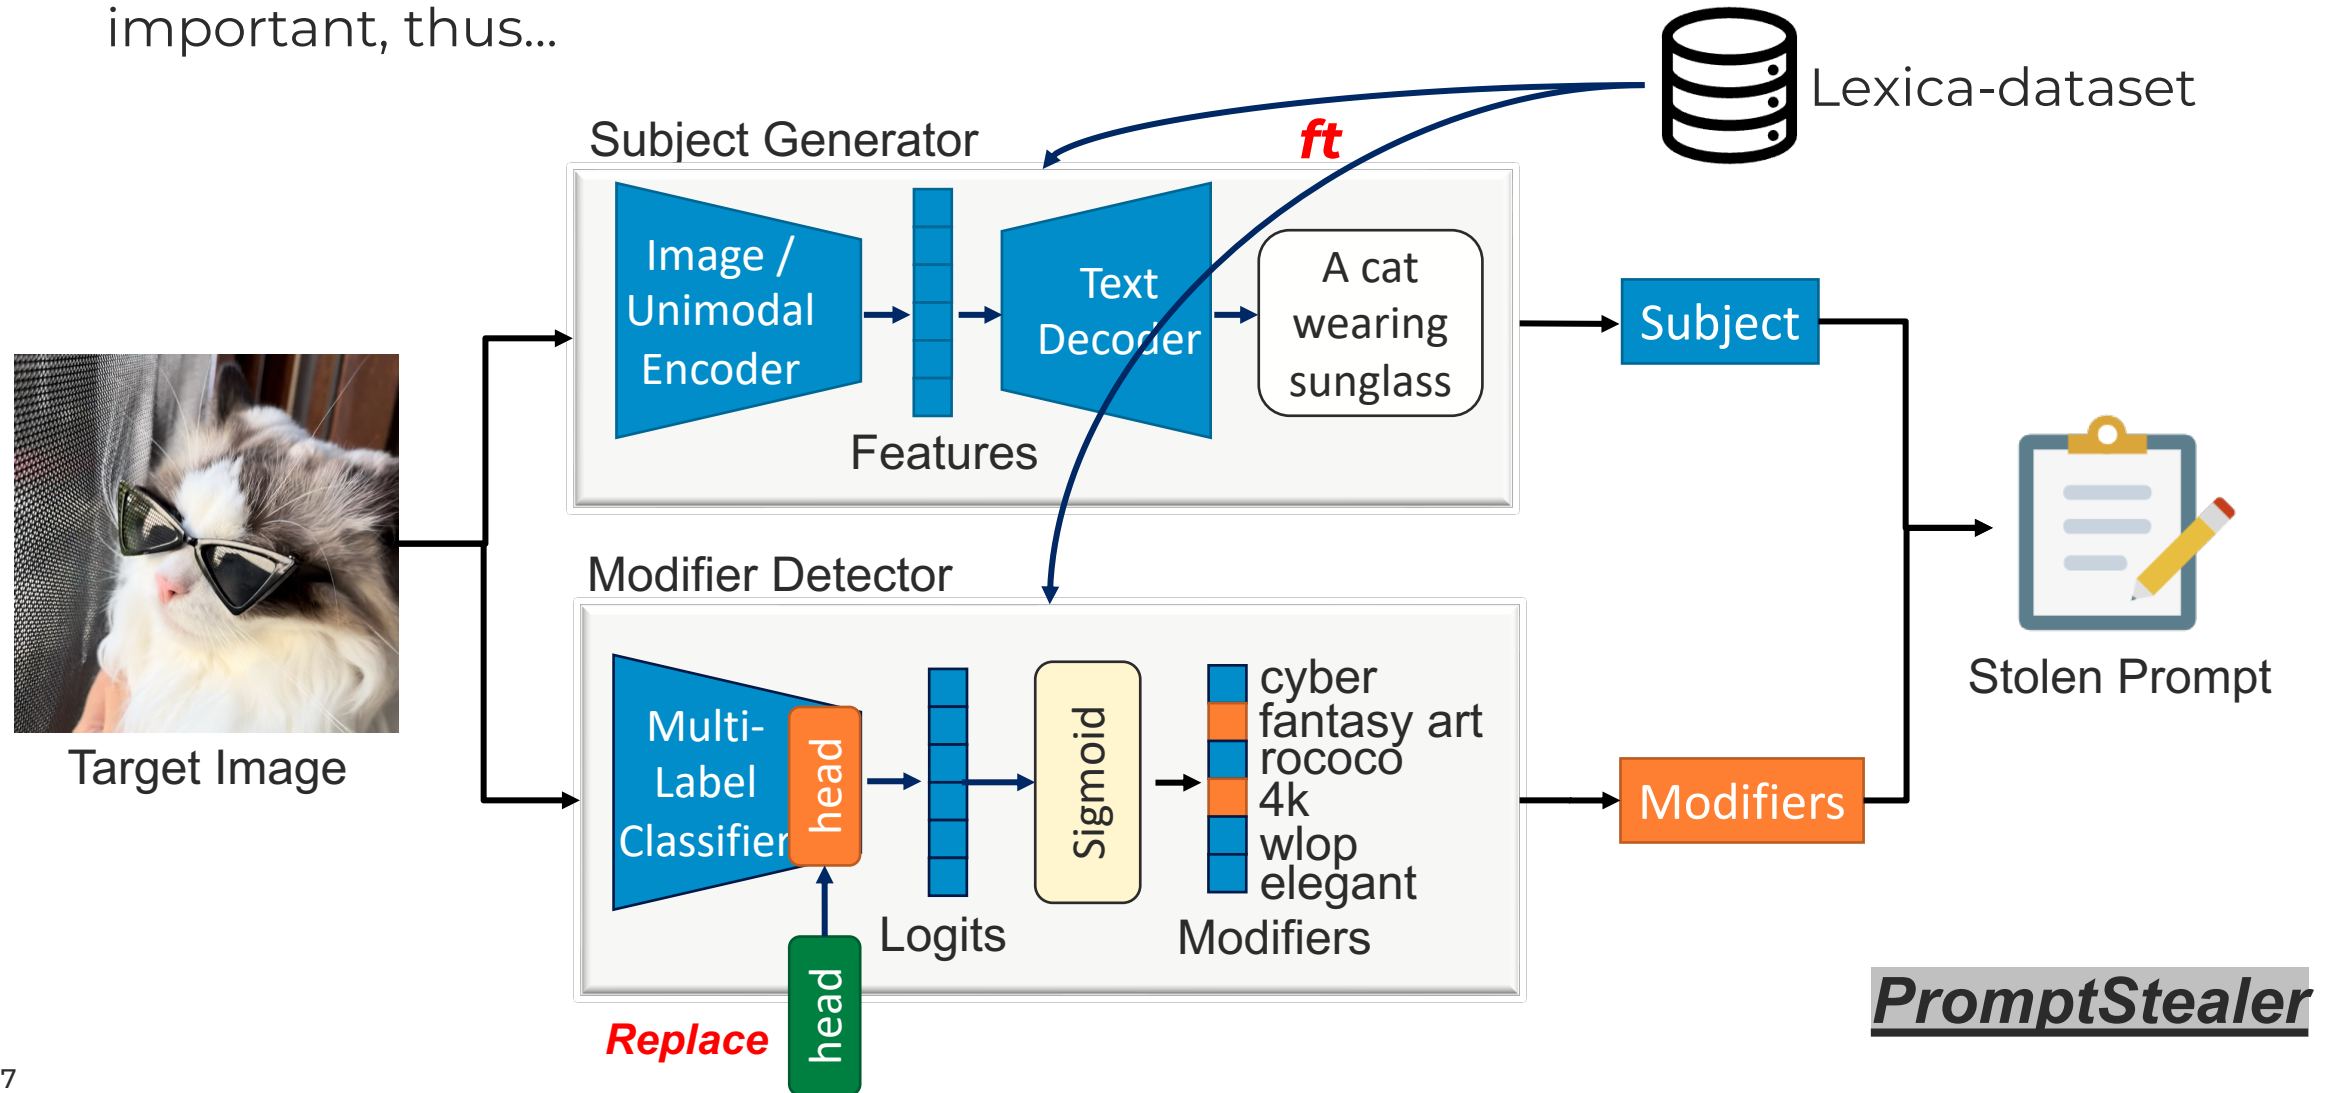 important, thus...
Lexica-dataset
Subject Generator
ft
Image /
Unimodal
Encoder
Features
Text
Decoder
A cat
wearing
sunglass
Subject
Target Image
Modifier Detector
Multi-
Label
Classifier
head
head
Replace
Logits
Sigmoid
cyber
fantasy art
rococo
4k
wlop
elegant
Modifiers
Modifiers
Stolen Prompt
PromptStealer
7